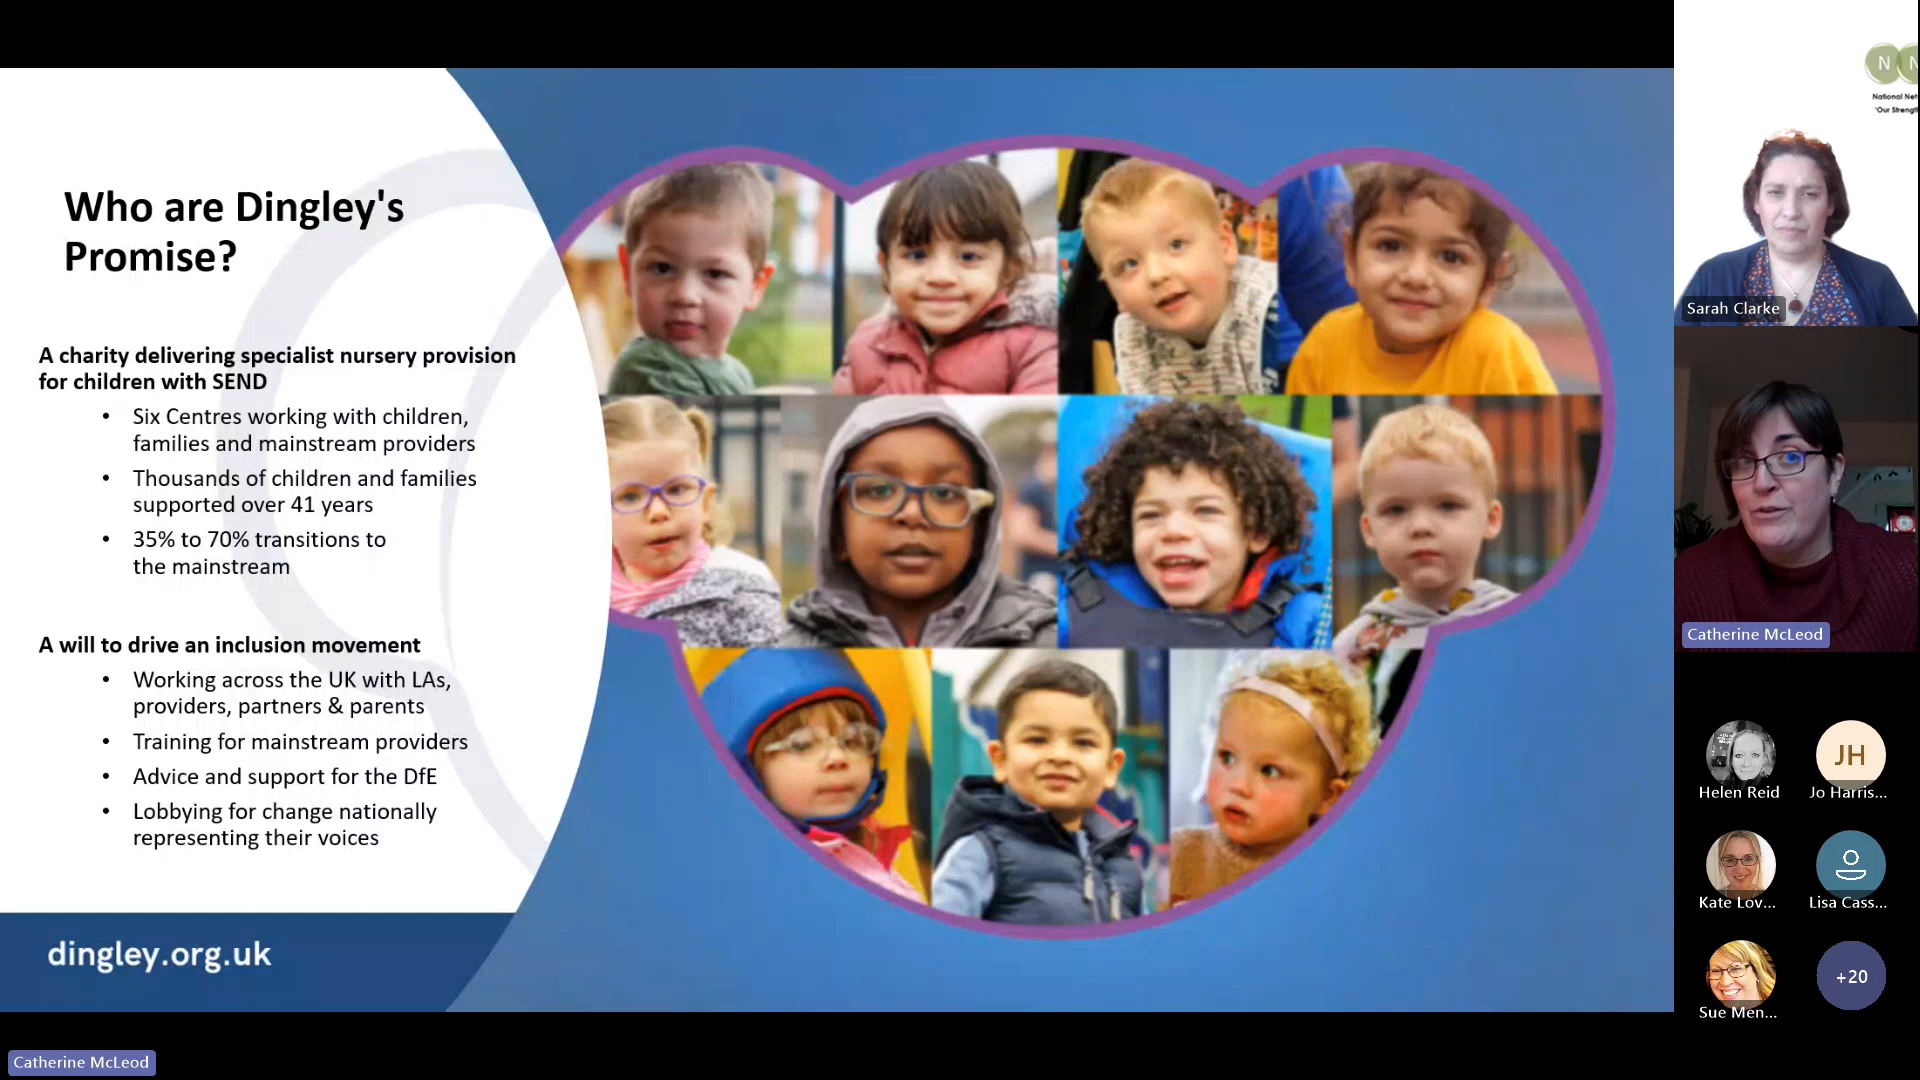 Who are Dingley's
Promise?
A charity delivering specialist nursery provision
for children with SEND
• Six Centres working with children,
families and mainstream providers
• Thousands of children and families
supported over 41 years
• 35% to 70% transitions to
the mainstream
A will to drive an inclusion movement
• Working across the UK with LAs,
providers, partners & parents
• Training for mainstream providers
• Advice and support for the DfE
• Lobbying for change nationally
representing their voices
dingley.org.uk
Catherine McLeod
N N
National Net
'Our Strength
Sarah Clarke
Catherine McLeod
Helen Reid
JH
Jo Harris...
Kate Lov...
Lisa Cass...
Sue Men...
+20